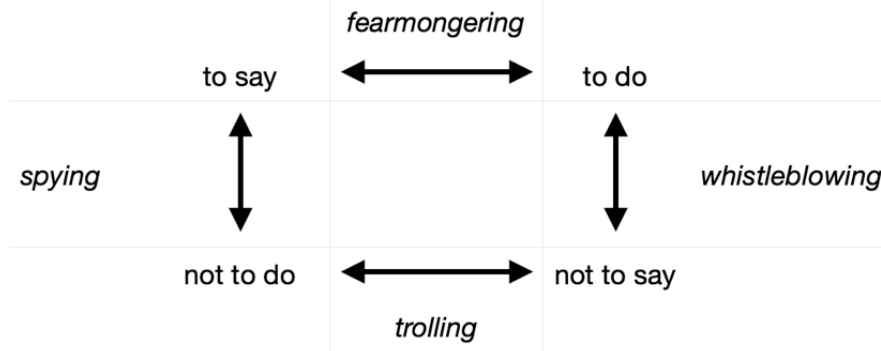 fearmongering
to say
to do
spying
whistleblowing
not to do
not to say
trolling